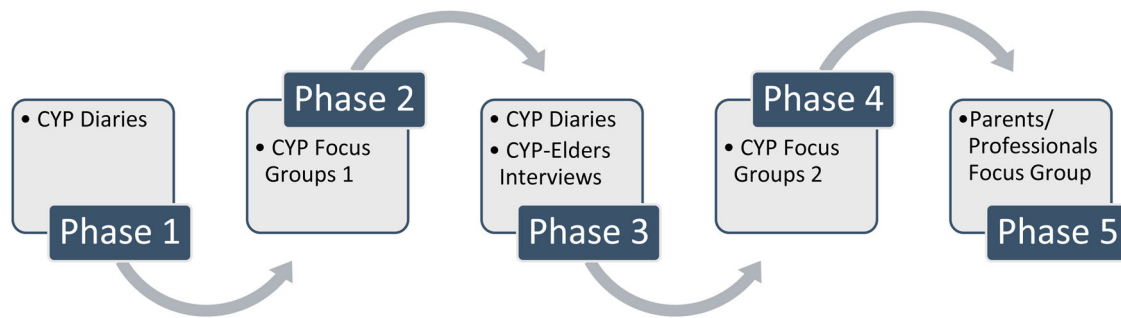 • CYP Diaries
Phase 1
Phase 2
• CYP Focus
Groups 1
• CYP Diaries
• CYP-Elders
Interviews
Phase 3
Phase 4
• CYP Focus
Groups 2
•Parents/
Professionals
Focus Group
Phase 5